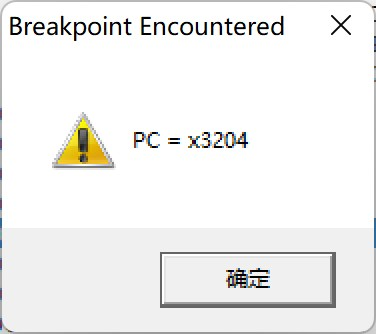 Breakpoint Encountered
PC = x3204
确定